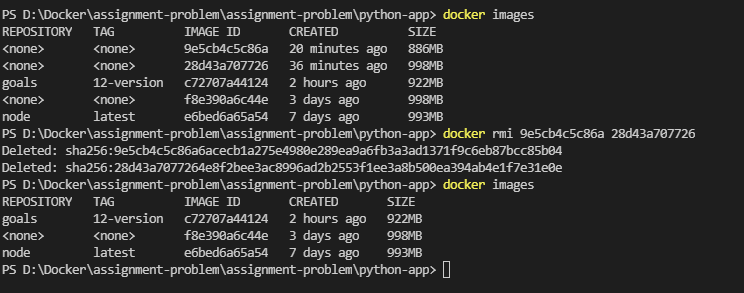 PS D:\Docker\assignment-problem\assignment-problem\python-app> docker images
REPOSITORY TAG IMAGE ID CREATED SIZE
<none> <none> 9e5cb4c5c86a 20 minutes ago 886MB
<none> <none> 28d43a707726 36 minutes ago 998MB
goals 12-version c72707a44124 2 hours ago 922MB
<none> <none> f8e390a6c44e 3 days ago 998MB
node latest e6bed6a65a54 7 days ago 993MB
PS D:\Docker\assignment-problem\assignment-problem\python-app> docker rmi 9e5cb4c5c86a 28d43a707726
Deleted: sha256:9e5cb4c5c86a6acecb1a275e4980e289ea9a6fb3a3ad1371f9c6eb87bcc85b04
Deleted: sha256:28d43a7077264e8f2bee3ac8996ad2b2553f1ee3a8b500ea394ab4e1f7e31e0e
PS D:\Docker\assignment-problem\assignment-problem\python-app> docker images
REPOSITORY TAG IMAGE ID CREATED SIZE
goals 12-version c72707a44124 2 hours ago 922MB
<none> <none> f8e390a6c44e 3 days ago 998MB
node latest e6bed6a65a54 7 days ago 993MB
PS D:\Docker\assignment-problem\assignment-problem\python-app>